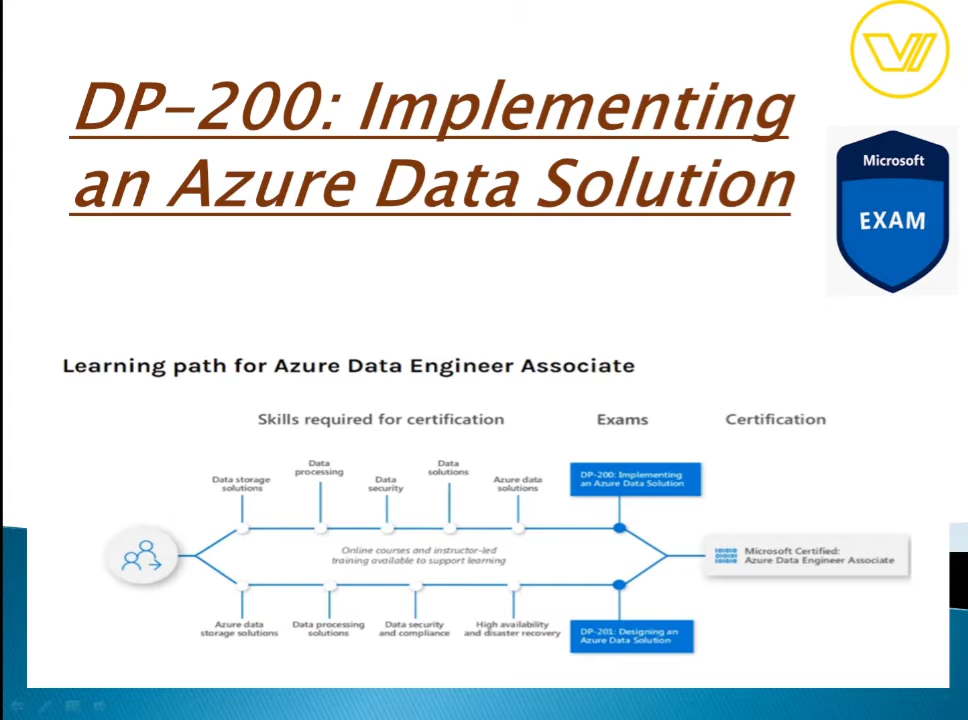 DP-200: Implementing
an Azure Data Solution
Microsoft
EXAM
Learning path for Azure Data Engineer Associate
Skills required for certification
Exams
Certification
Data storage
solutions
Data
processing
Data
security
Data
solutions
Azure data
solutions
DP-200: Implementing
an Azure Data Solution
Online courses and instructor-led
training available to support learning
Microsoft Certified:
Azure Data Engineer Associate
Azure data
storage solutions
Data processing
solutions
Data security
and compliance
High availability
and disaster recovery
DP-201: Designing an
Azure Data Solution